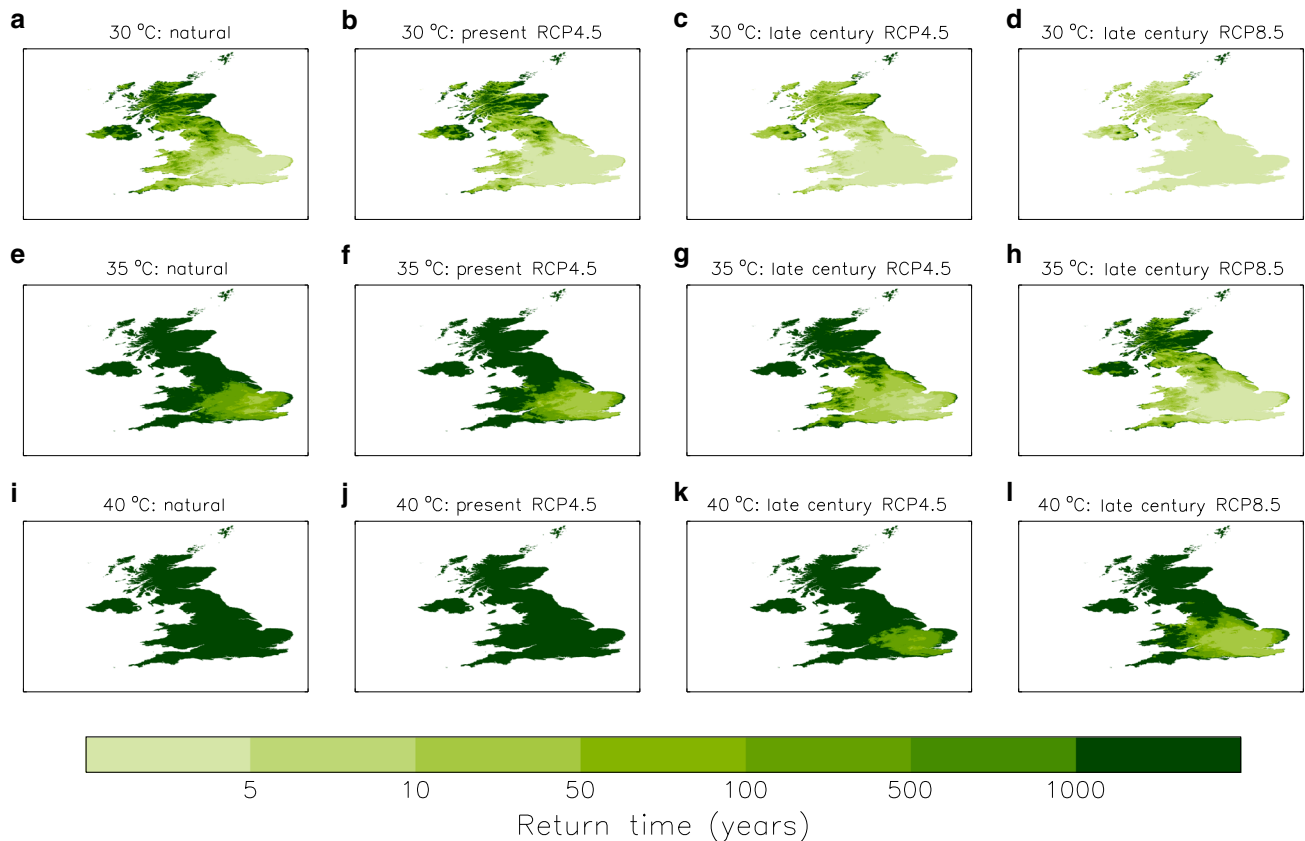 a
30 °C: natural
b
30 °C: present RCP4.5
c
30 °C: late century RCP4.5
d
30 °C: late century RCP8.5
e
35 °C: natural
f
35 °C: present RCP4.5
g
35 °C: late century RCP4.5
h
35 °C: late century RCP8.5
i
40 °C: natural
j
40 °C: present RCP4.5
k
40 °C: late century RCP4.5
l
40 °C: late century RCP8.5
5 10 50 100 500 1000
Return time (years)